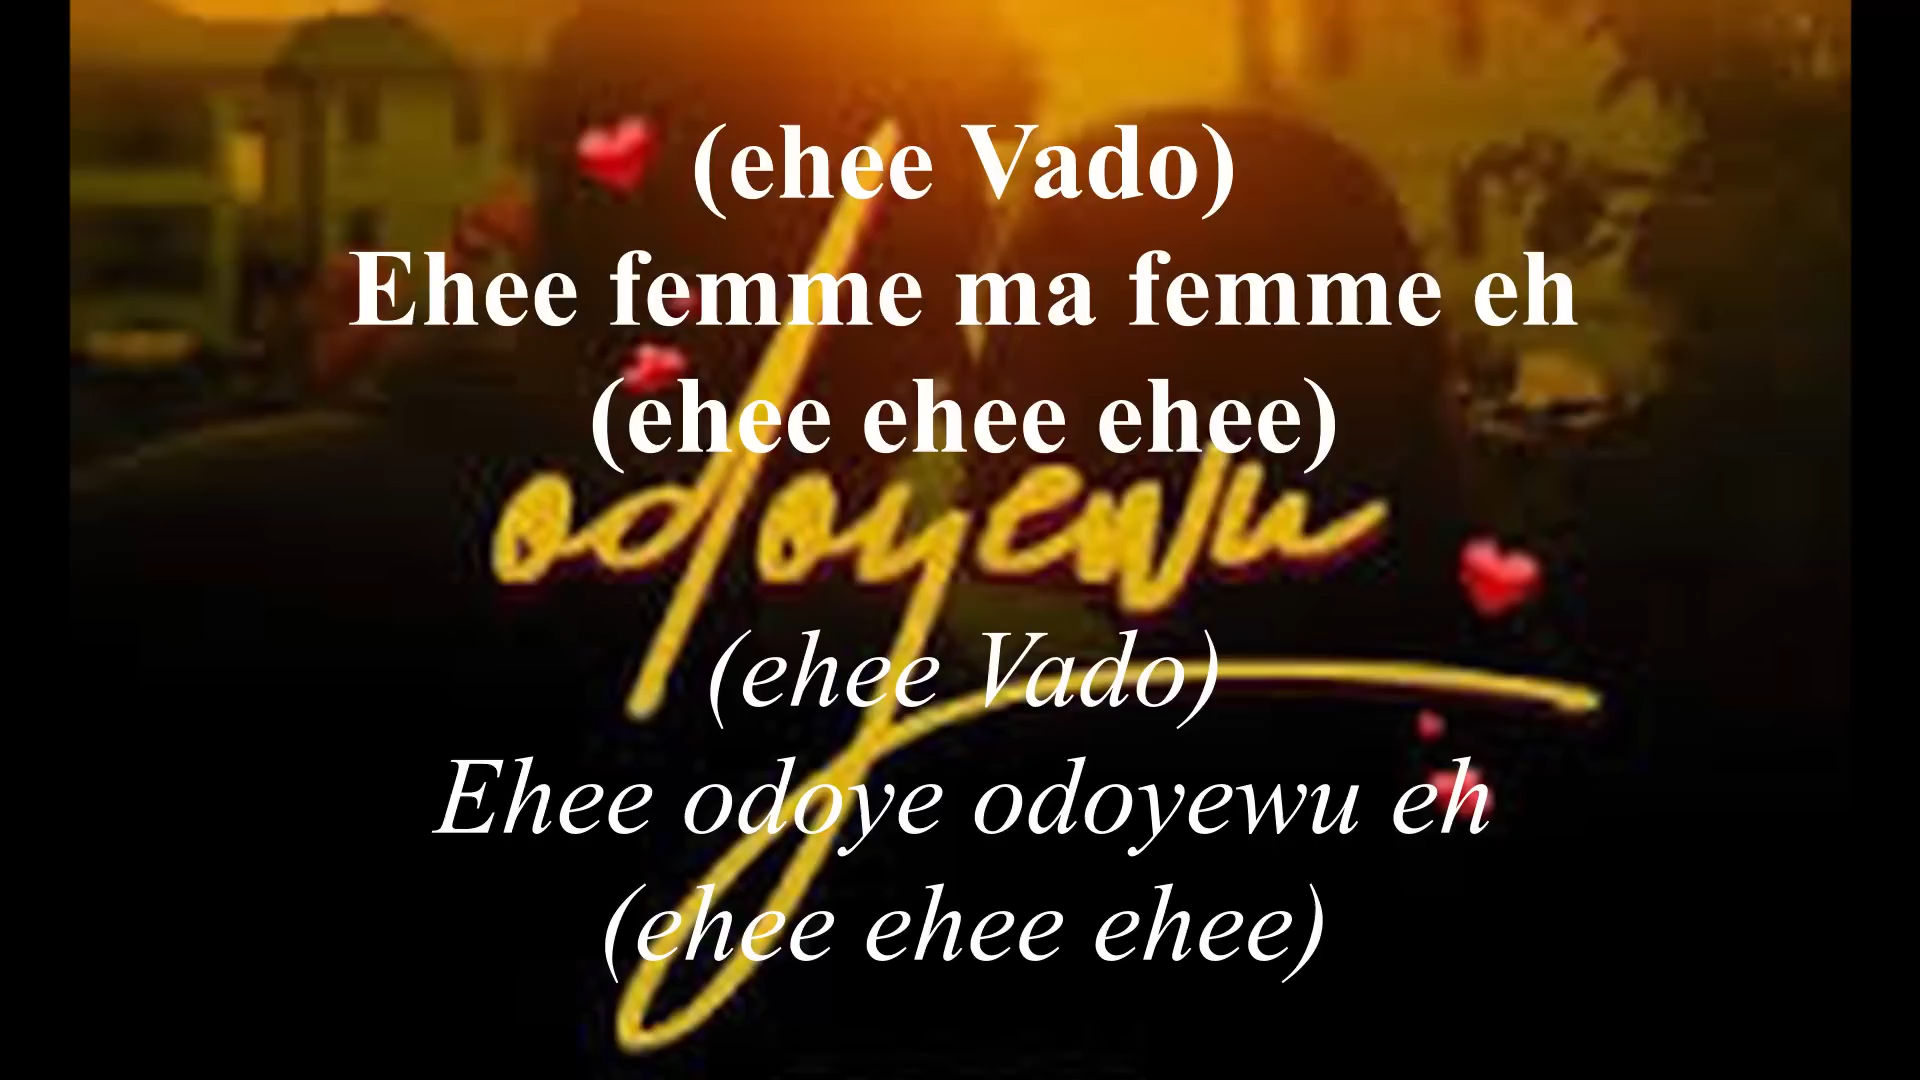 (ehee Vado)
Ehee femme ma femme eh
(ehee ehee ehee)
odoyewu
(ehee Vado)
Ehee odoye odoyewu eh
(ehee ehee ehee)